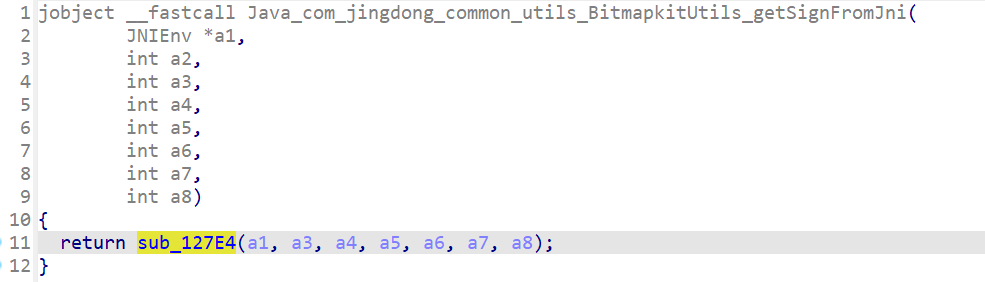 1 jobject __fastcall Java_com_jingdong_common_utils_BitmapkitUtils_getSignFromJni(
2 JNIEnv *a1,
3 int a2,
4 int a3,
5 int a4,
6 int a5,
7 int a6,
8 int a7,
9 int a8)
10 {
11 return sub_127E4(a1, a3, a4, a5, a6, a7, a8);
12 }